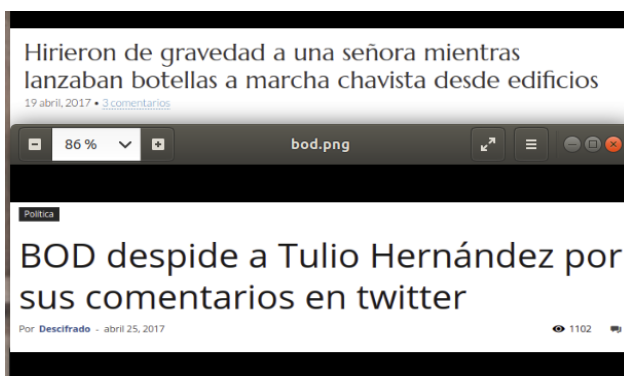 Hirieron de gravedad a una señora mientras
lanzaban botellas a marcha chavista desde edificios
19 abril, 2017 • 3 comentarios
86 %
bod.png
Política
BOD despide a Tulio Hernández por
sus comentarios en twitter
Por Descifrado - abril 25, 2017
1102